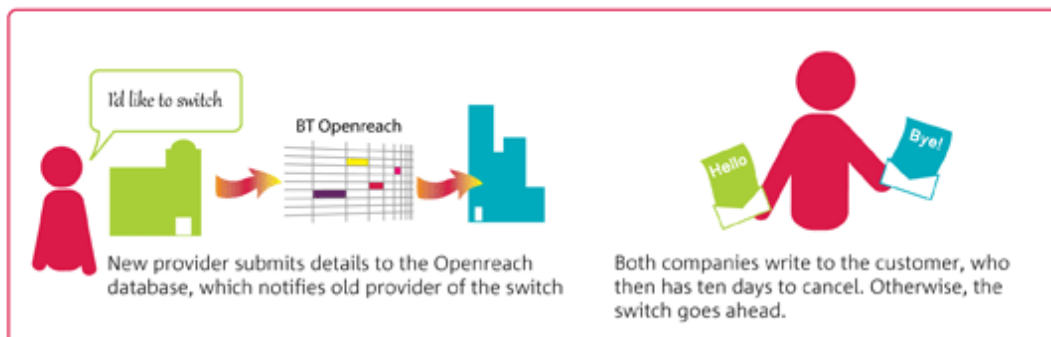 I'd like to switch
BT Openreach
New provider submits details to the Openreach
database, which notifies old provider of the switch
Hello
Bye!
Both companies write to the customer, who
then has ten days to cancel. Otherwise, the
switch goes ahead.